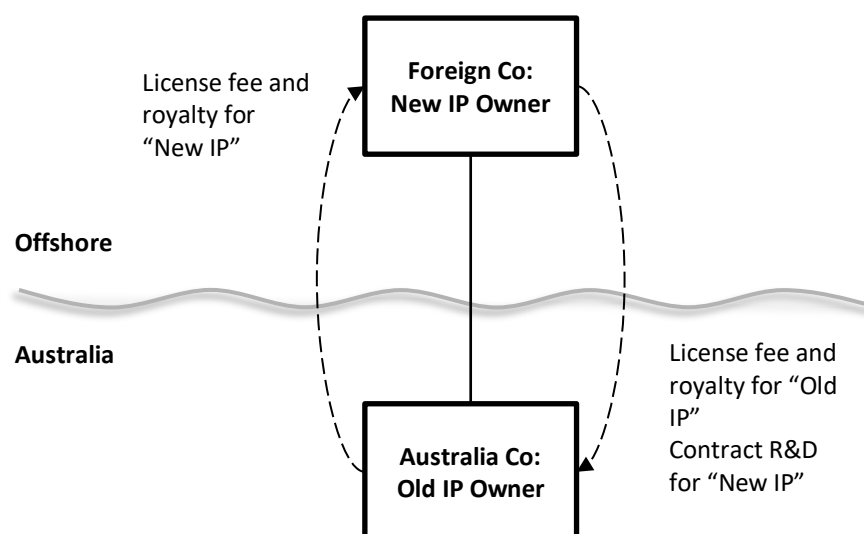 Foreign Co:
New IP Owner
License fee and
royalty for
“New IP”
Offshore
Australia
License fee and
royalty for “Old
IP”
Contract R&D
for “New IP”
Australia Co:
Old IP Owner